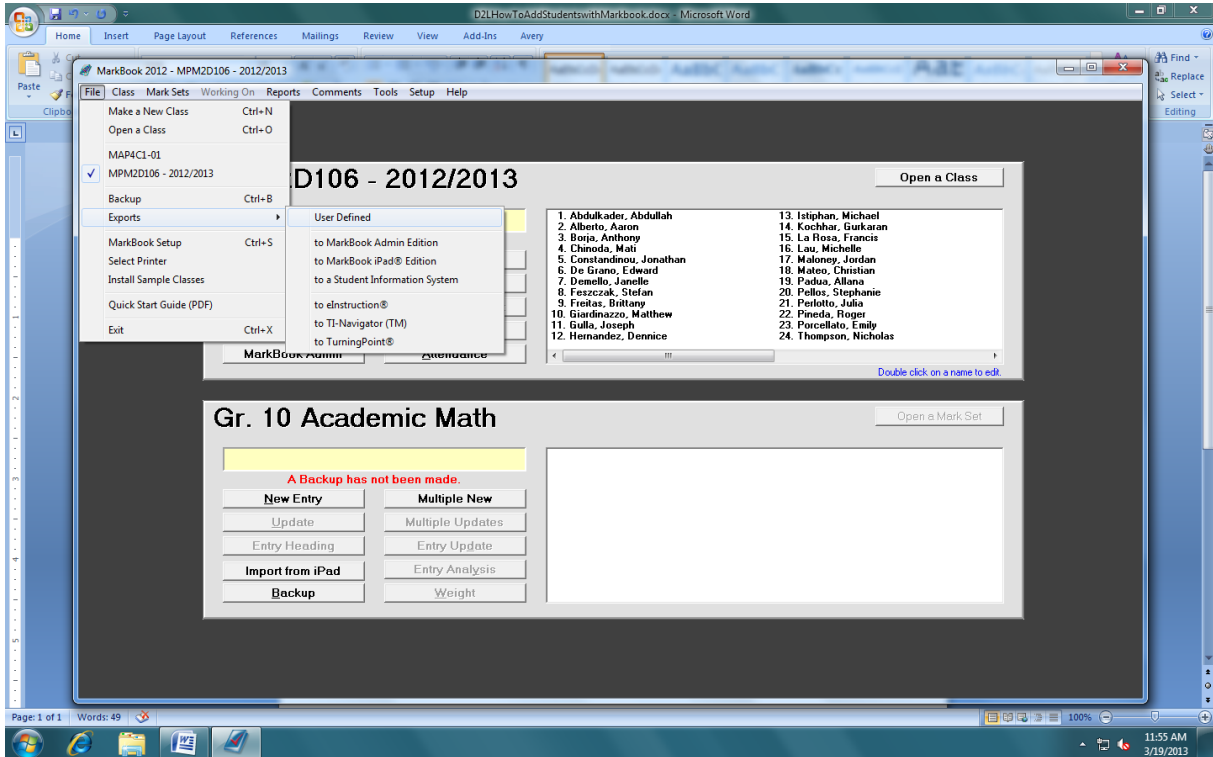 D2LHowToAddStudentswithMarkbook.docx - Microsoft Word
Home Insert Page Layout References Mailings Review View Add-Ins Avery
Paste
Find
Replace
Select
Editing
MarkBook 2012 - MPM2D106 - 2012/2013
File Class Mark Sets Working On Reports Comments Tools Setup Help
Make a New Class Ctrl+N
Open a Class Ctrl+O
MAP4C1-01
MPM2D106 - 2012/2013
Backup Ctrl+B
Exports
MarkBook Setup Ctrl+S
Select Printer
Install Sample Classes
Quick Start Guide (PDF)
Exit Ctrl+X
User Defined
to MarkBook Admin Edition
to MarkBook iPad® Edition
to a Student Information System
to eInstruction®
to TI-Navigator (TM)
to TurningPoint®
D106 - 2012/2013
Open a Class
1. Abdulkader, Abdullah
2. Alberto, Aaron
3. Borja, Anthony
4. Chinoda, Mati
5. Constandinou, Jonathan
6. De Grano, Edward
7. Demello, Janelle
8. Feszczak, Stefan
9. Freitas, Brittany
10. Giardinazzo, Matthew
11. Gulla, Joseph
12. Hernandez, Dennice
13. Istiphan, Michael
14. Kochhar, Gurkaran
15. La Rosa, Francis
16. Lau, Michelle
17. Maloney, Jordan
18. Mateo, Christian
19. Padua, Allana
20. Pellos, Stephanie
21. Perlotto, Julia
22. Pineda, Roger
23. Porcellato, Emily
24. Thompson, Nicholas
MarkBook Admin Attendance
Double click on a name to edit.
Gr. 10 Academic Math
Open a Mark Set
A Backup has not been made.
New Entry Multiple New
Update Multiple Updates
Entry Heading Entry Update
Import from iPad Entry Analysis
Backup Weight
Page: 1 of 1 Words: 49 100%
11:55 AM
3/19/2013